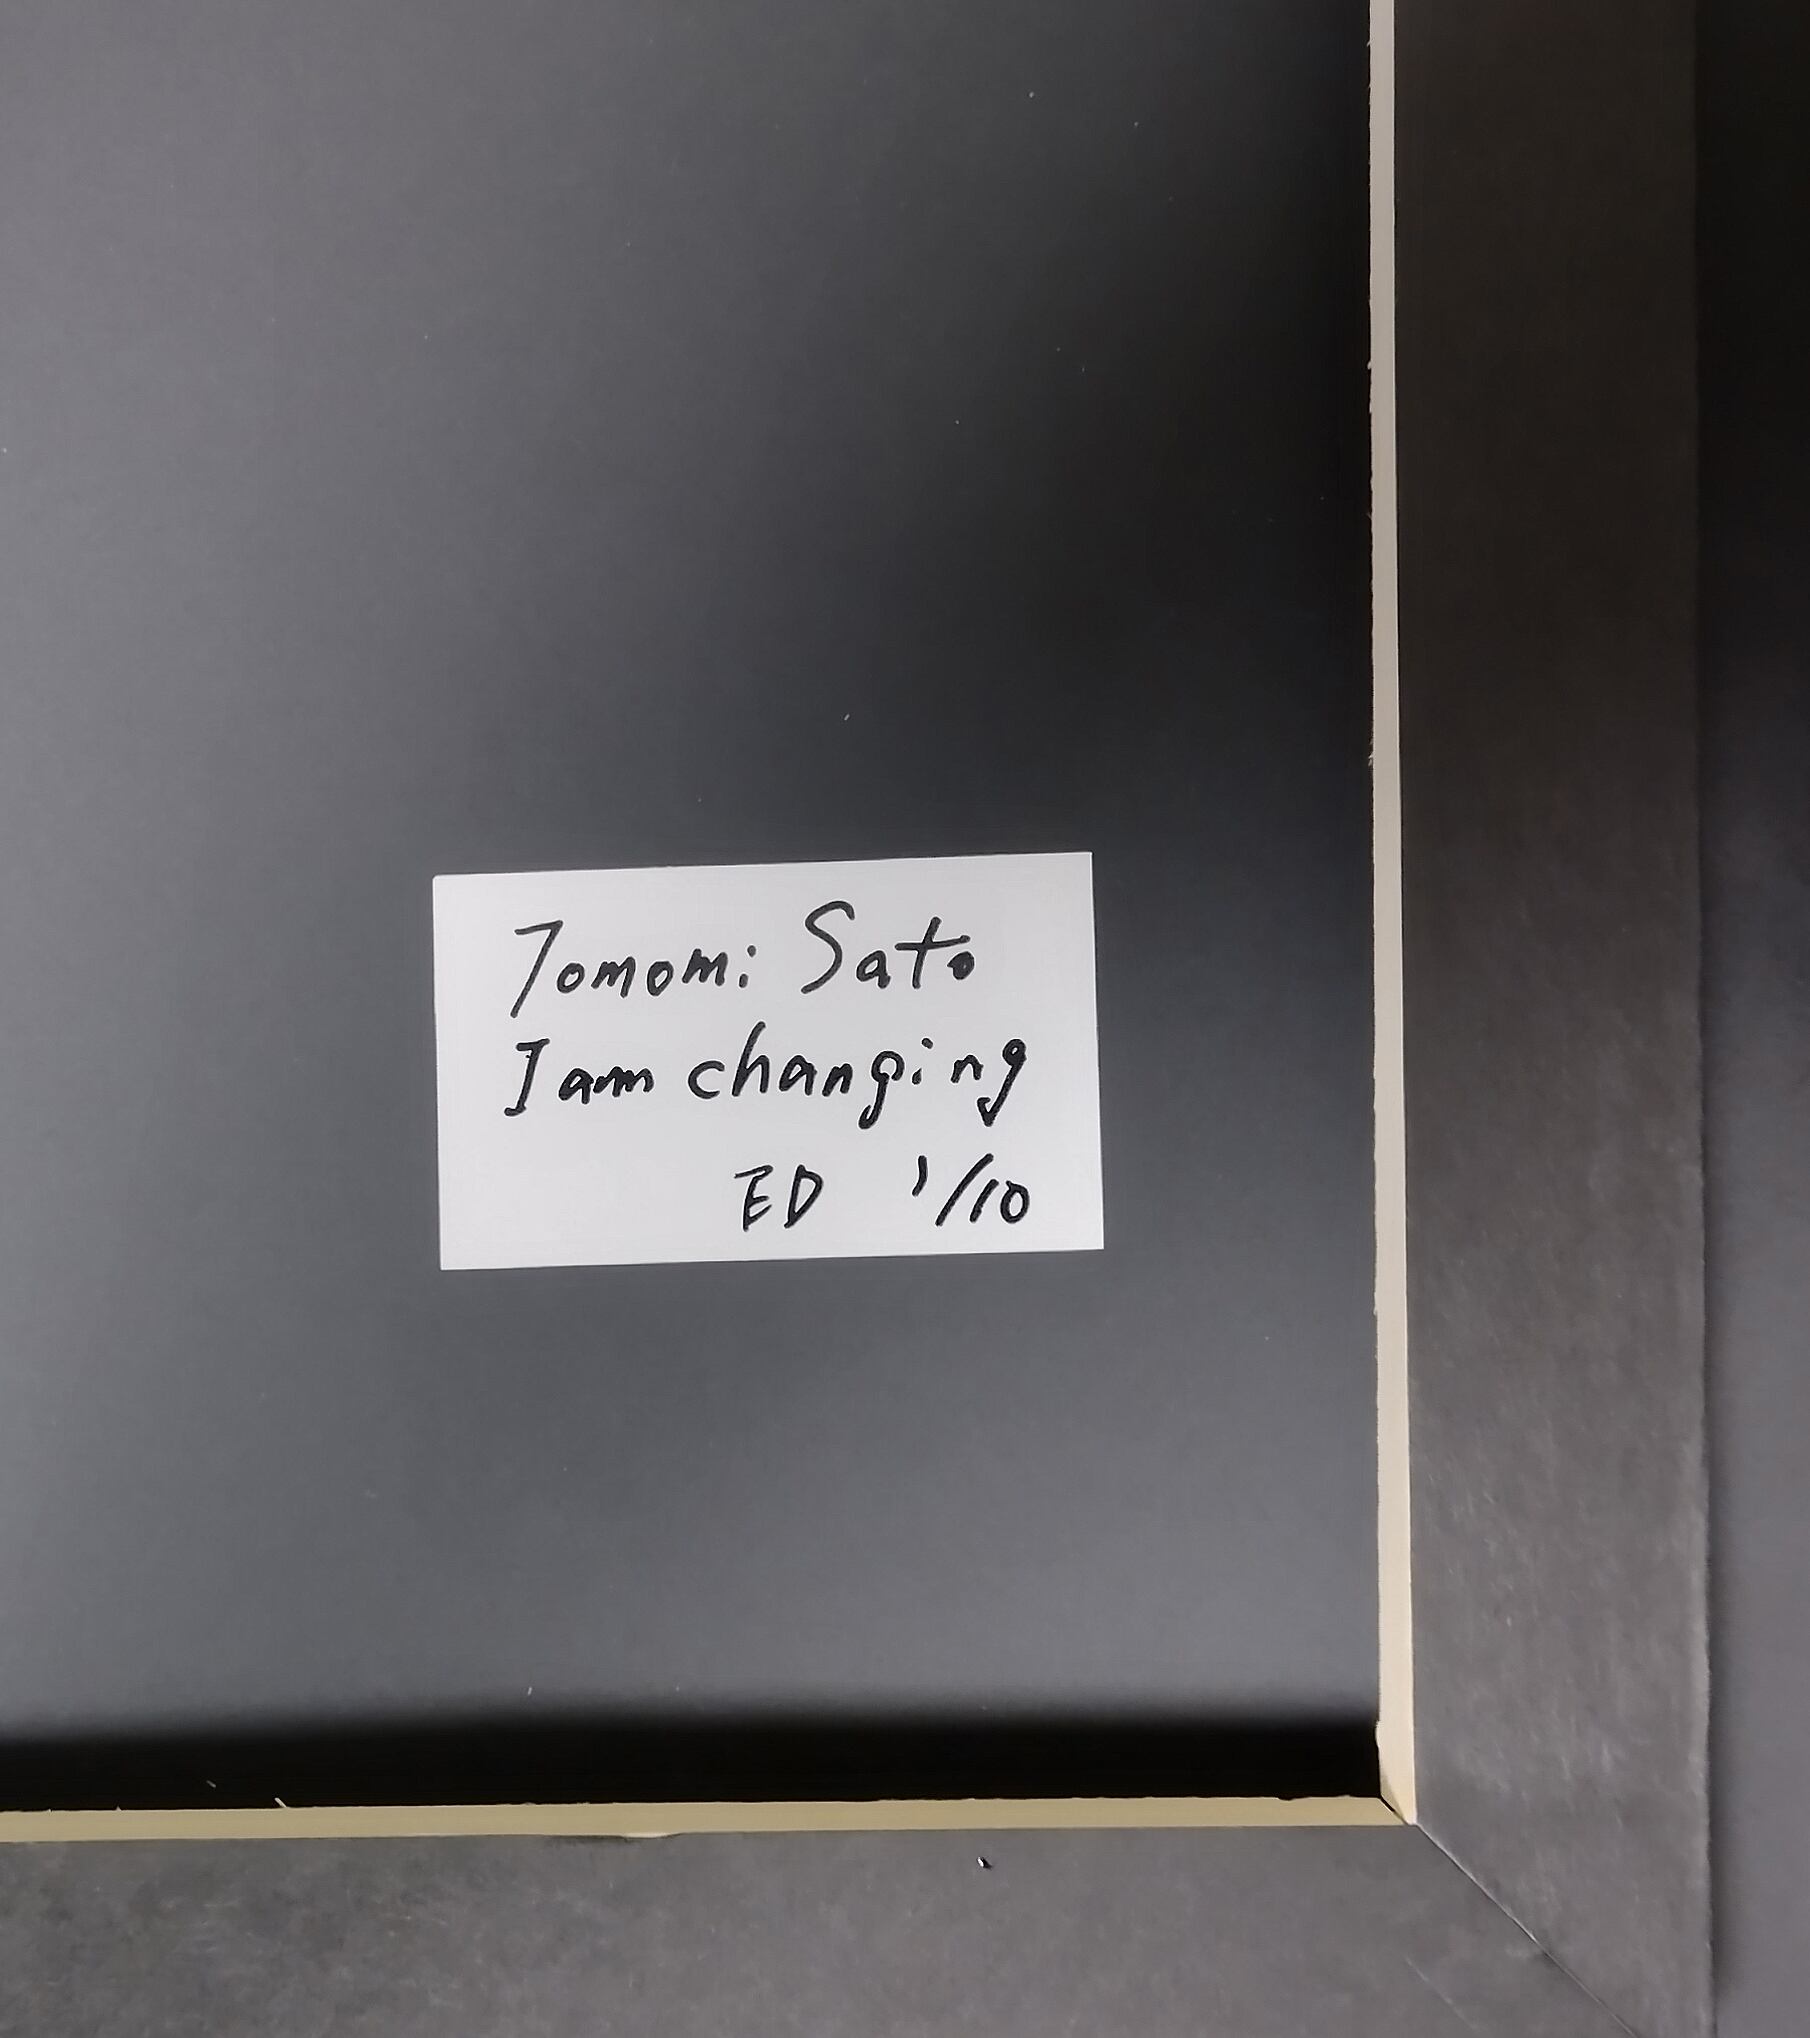 Tomomi Sato
I am changing
ED 1/10